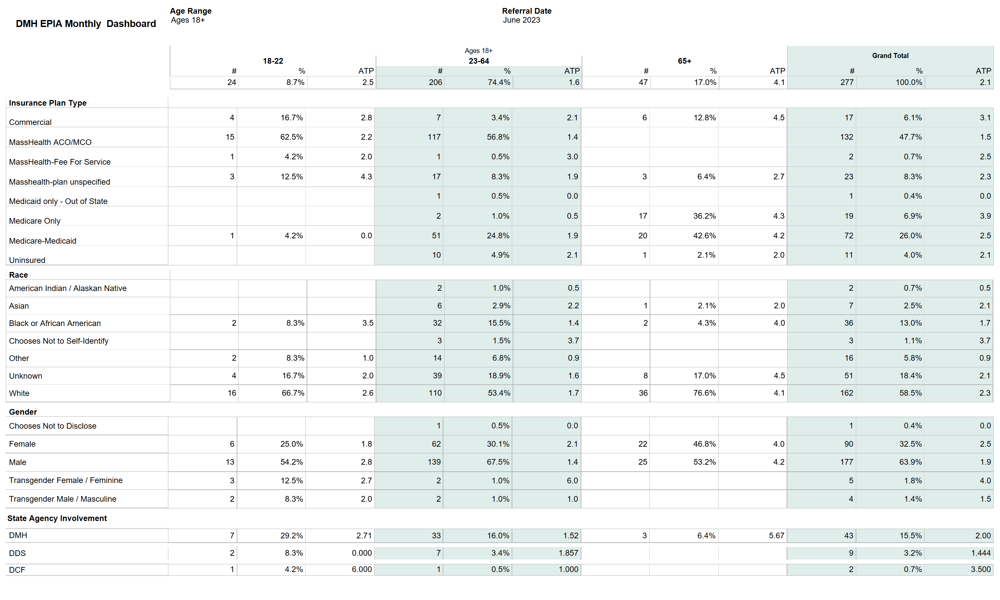 Age Range
Referral Date
DMH EPIA Monthly  Dashboard
Ages 18+
June 2023
Ages 18+
Grand Total
18-22
23-64
65+
# % ATP # % ATP # % ATP # % ATP
24 8.7% 2.5 206 74.4% 1.6 47 17.0% 4.1 277 100.0% 2.1
Insurance Plan Type
Commercial 4 16.7% 2.8 7 3.4% 2.1 6 12.8% 4.5 17 6.1% 3.1
MassHealth ACO/MCO 15 62.5% 2.2 117 56.8% 1.4 132 47.7% 1.5
MassHealth-Fee For Service 1 4.2% 2.0 1 0.5% 3.0 2 0.7% 2.5
Masshealth-plan unspecified 3 12.5% 4.3 17 8.3% 1.9 3 6.4% 2.7 23 8.3% 2.3
Medicaid only - Out of State 1 0.5% 0.0 1 0.4% 0.0
Medicare Only 2 1.0% 0.5 17 36.2% 4.3 19 6.9% 3.9
Medicare-Medicaid 1 4.2% 0.0 51 24.8% 1.9 20 42.6% 4.2 72 26.0% 2.5
Uninsured 10 4.9% 2.1 1 2.1% 2.0 11 4.0% 2.1
Race
American Indian / Alaskan Native 2 1.0% 0.5 2 0.7% 0.5
Asian 6 2.9% 2.2 1 2.1% 2.0 7 2.5% 2.1
Black or African American 2 8.3% 3.5 32 15.5% 1.4 2 4.3% 4.0 36 13.0% 1.7
Chooses Not to Self-Identify 3 1.5% 3.7 3 1.1% 3.7
Other 2 8.3% 1.0 14 6.8% 0.9 16 5.8% 0.9
Unknown 4 16.7% 2.0 39 18.9% 1.6 8 17.0% 4.5 51 18.4% 2.1
White 16 66.7% 2.6 110 53.4% 1.7 36 76.6% 4.1 162 58.5% 2.3
Gender
Chooses Not to Disclose 1 0.5% 0.0 1 0.4% 0.0
Female 6 25.0% 1.8 62 30.1% 2.1 22 46.8% 4.0 90 32.5% 2.5
Male 13 54.2% 2.8 139 67.5% 1.4 25 53.2% 4.2 177 63.9% 1.9
Transgender Female / Feminine 3 12.5% 2.7 2 1.0% 6.0 5 1.8% 4.0
Transgender Male / Masculine 2 8.3% 2.0 2 1.0% 1.0 4 1.4% 1.5
State Agency Involvement
DMH 7 29.2% 2.71 33 16.0% 1.52 3 6.4% 5.67 43 15.5% 2.00
DDS 2 8.3% 0.000 7 3.4% 1.857 9 3.2% 1.444
DCF 1 4.2% 6.000 1 0.5% 1.000 2 0.7% 3.500